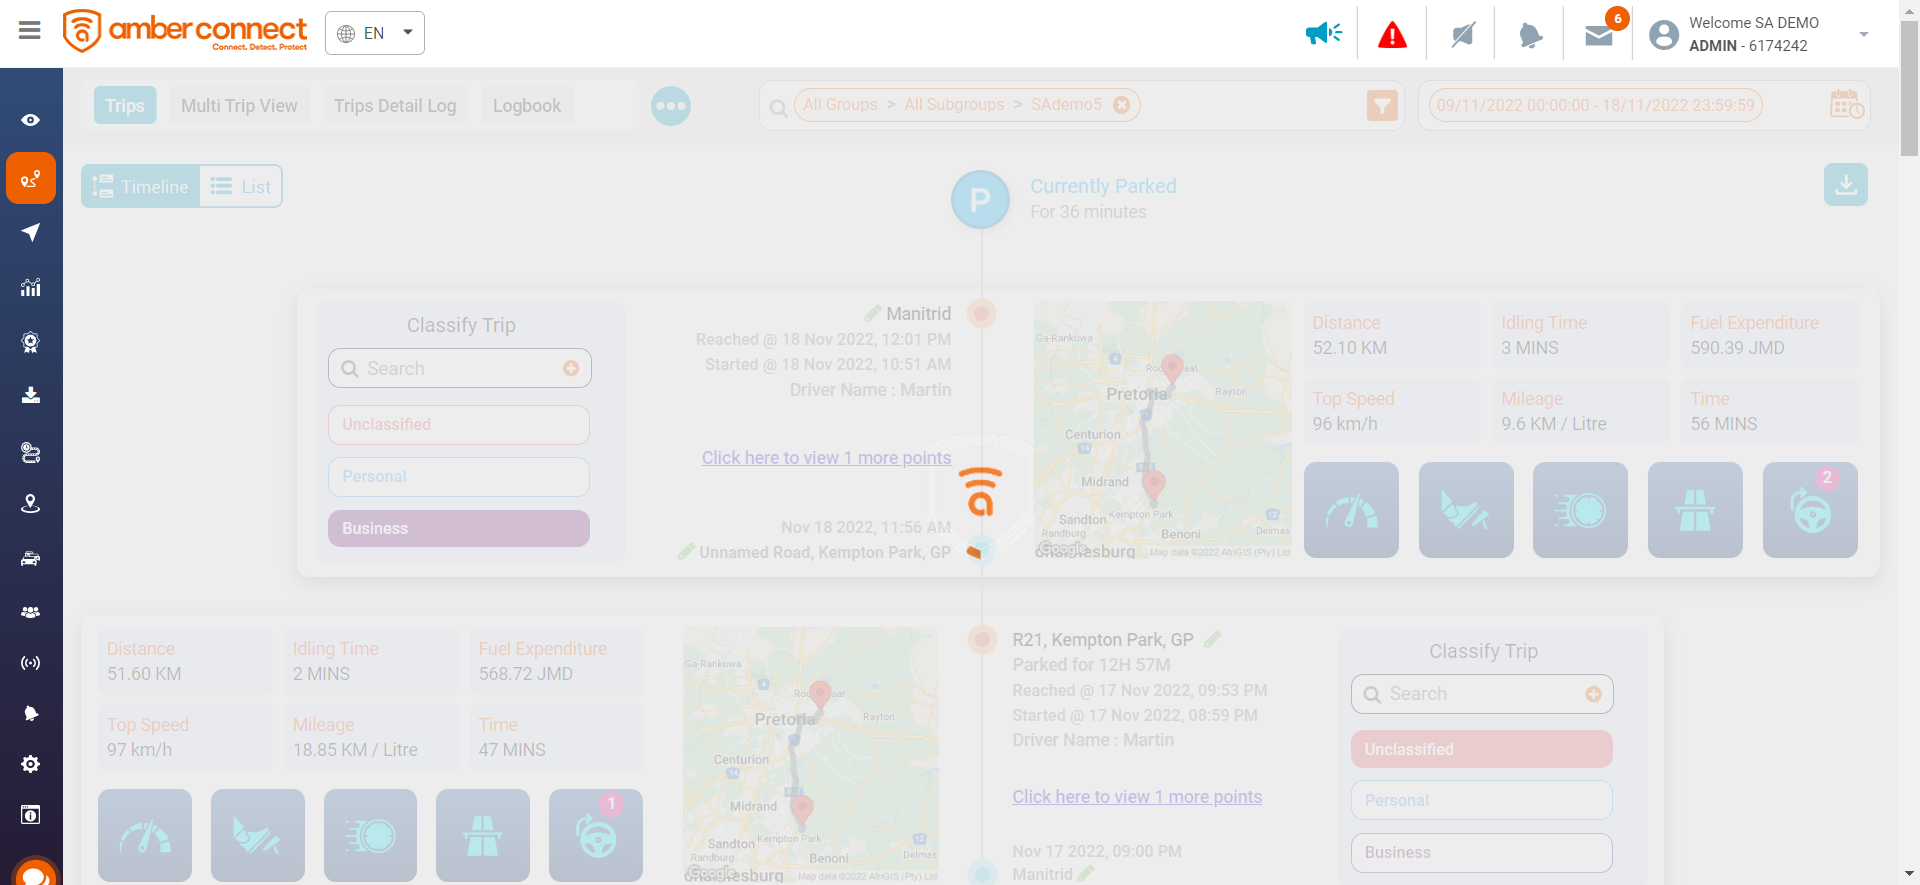 amber connect
Connect. Detect. Protect
EN
6
Welcome SA DEMO
ADMIN - 6174242
Trips
Multi Trip View
Trips Detail Log
Logbook
All Groups > All Subgroups > SAdemo5
09/11/2022 00:00:00 - 18/11/2022 23:59:59
Timeline
List
P
Currently Parked
For 36 minutes
Classify Trip
Search
Unclassified
Personal
Business
Manitrid
Reached @ 18 Nov 2022, 12:01 PM
Started @ 18 Nov 2022, 10:51 AM
Driver Name : Martin
Click here to view 1 more points
Nov 18 2022, 11:56 AM
Unnamed Road, Kempton Park, GP
Ga-Rankuwa
Rayton
Pretoria
Centurion
Midrand
Kempton Park
Sandton
Randburg
Benoni
Delmas
Google
Map data ©2022 AfriGIS (Pty) Ltd
Distance
52.10 KM
Idling Time
3 MINS
Fuel Expenditure
590.39 JMD
Top Speed
96 km/h
Mileage
9.6 KM / Litre
Time
56 MINS
2
Distance
51.60 KM
Idling Time
2 MINS
Fuel Expenditure
568.72 JMD
Top Speed
97 km/h
Mileage
18.85 KM / Litre
Time
47 MINS
1
Ga-Rankuwa
Rayton
Pretoria
Centurion
Midrand
Kempton Park
Sandton
Randburg
Benoni
Delmas
Google
Map data ©2022 AfriGIS (Pty) Ltd
R21, Kempton Park, GP
Parked for 12H 57M
Reached @ 17 Nov 2022, 09:53 PM
Started @ 17 Nov 2022, 08:59 PM
Driver Name : Martin
Click here to view 1 more points
Nov 17 2022, 09:00 PM
Manitrid
Classify Trip
Search
Unclassified
Personal
Business